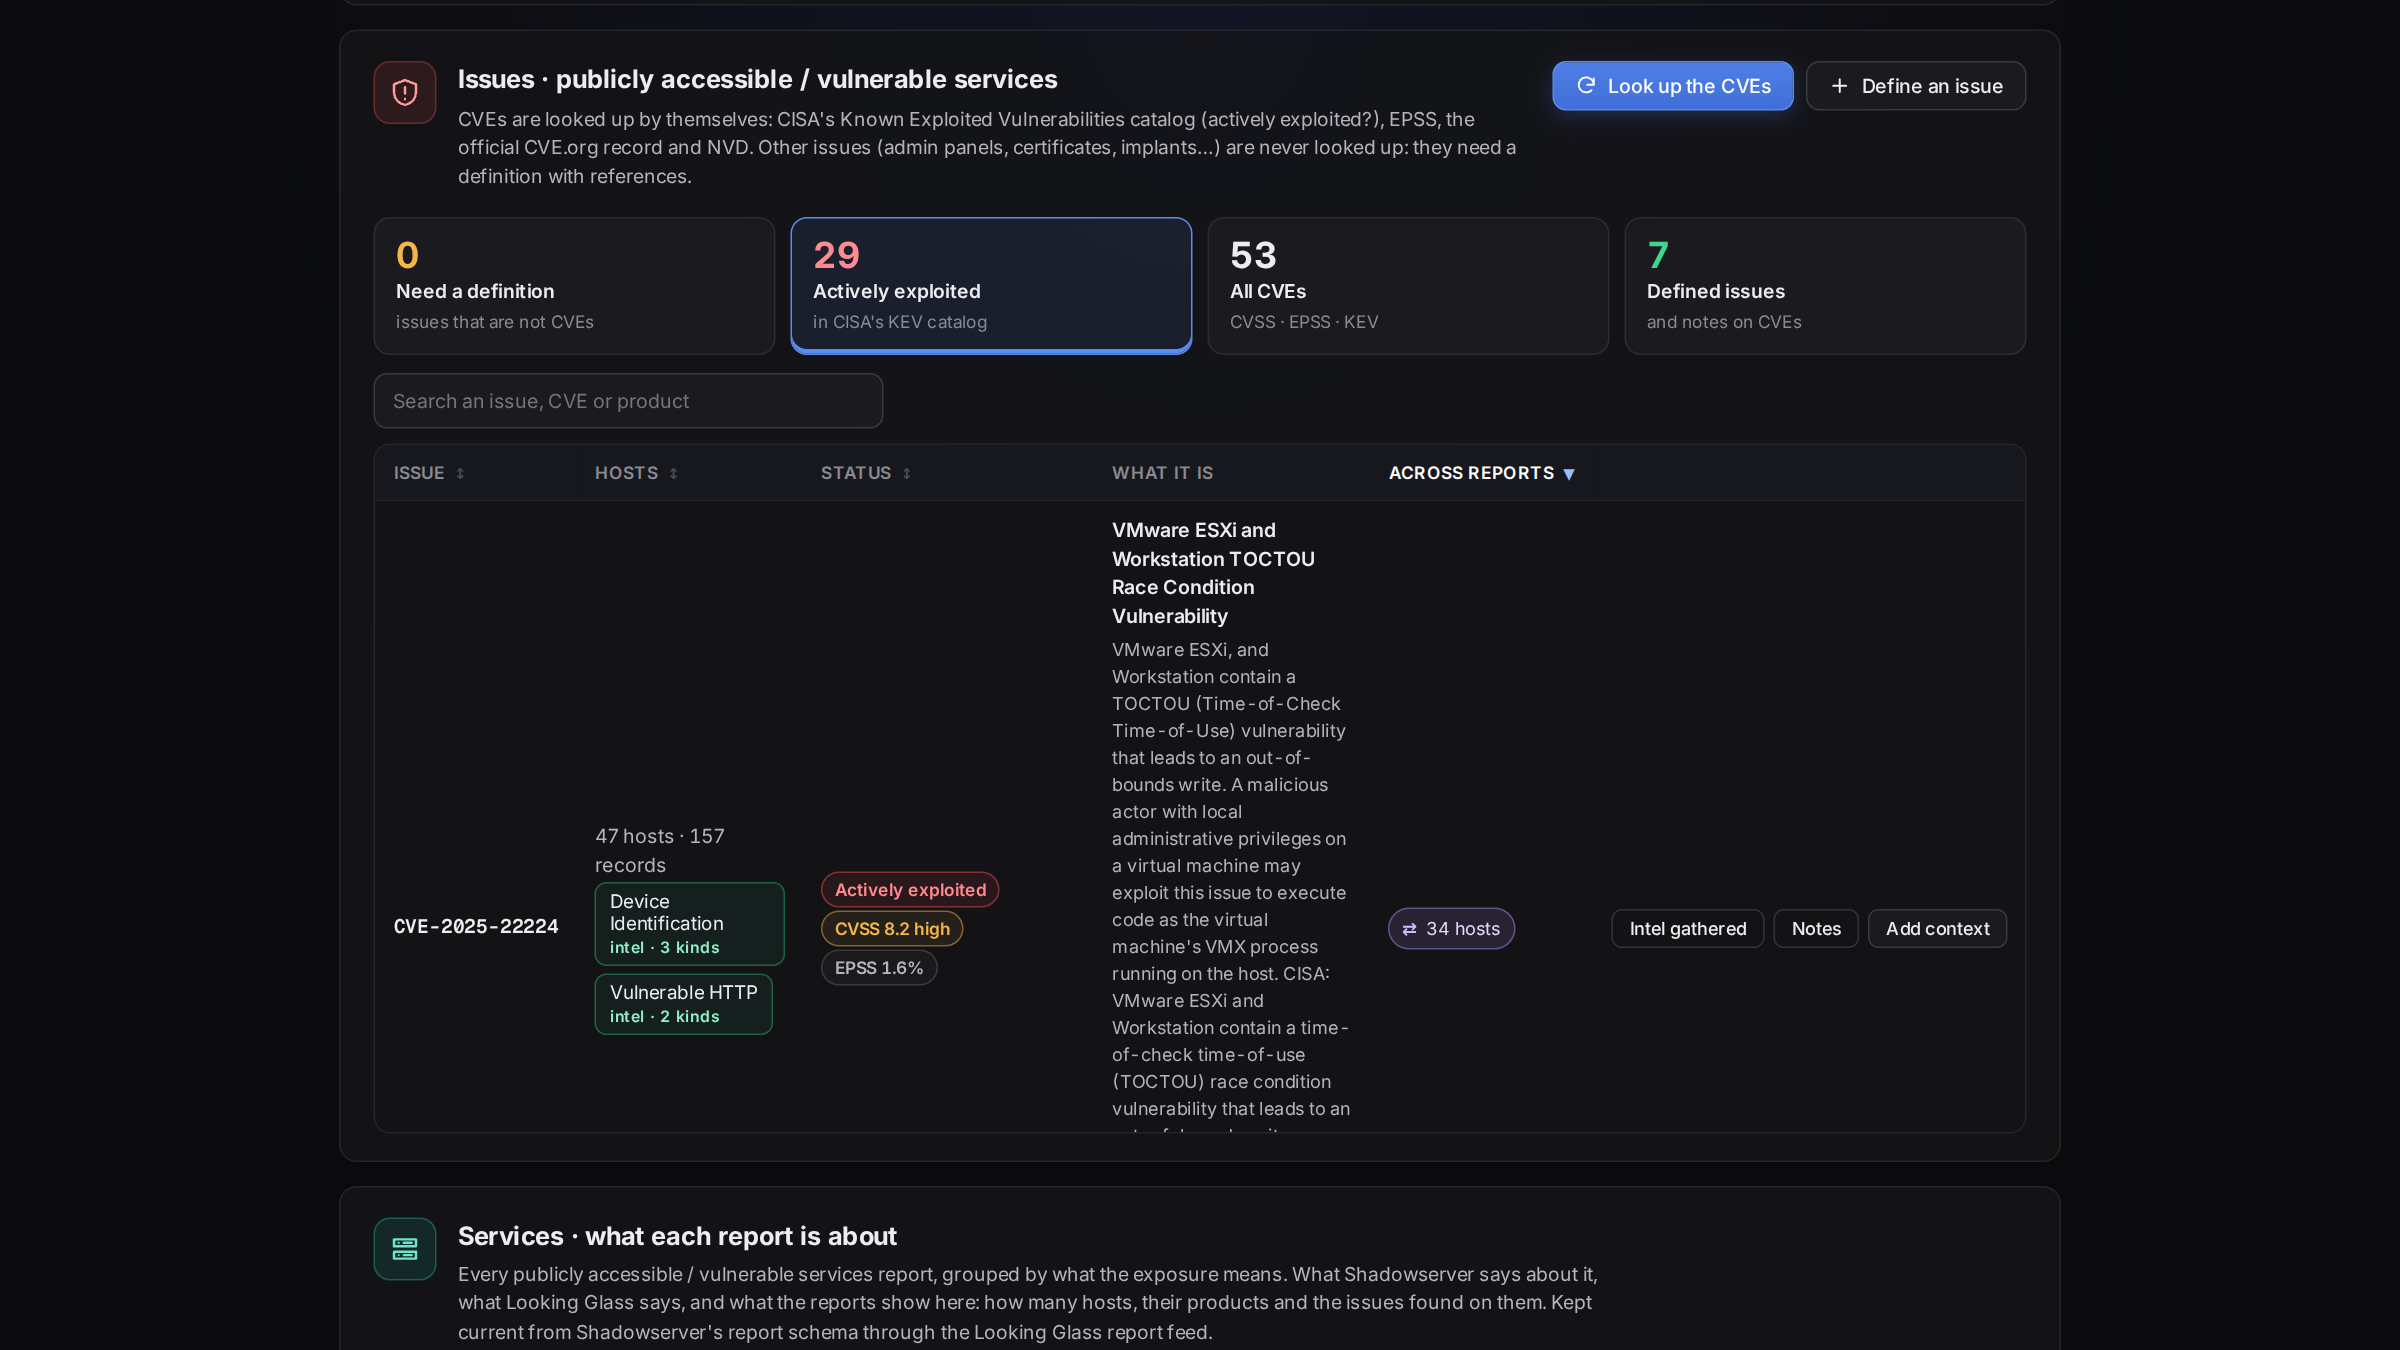 Issues · publicly accessible / vulnerable services
CVEs are looked up by themselves: CISA's Known Exploited Vulnerabilities catalog (actively exploited?), EPSS, the
official CVE.org record and NVD. Other issues (admin panels, certificates, implants...) are never looked up: they need a
definition with references.
Look up the CVEs
Define an issue
0
Need a definition
issues that are not CVEs
29
Actively exploited
in CISA's KEV catalog
53
All CVEs
CVSS · EPSS · KEV
7
Defined issues
and notes on CVEs
Search an issue, CVE or product
ISSUE
HOSTS
STATUS
WHAT IT IS
ACROSS REPORTS
CVE-2025-22224
47 hosts · 157
records
Device
Identification
intel · 3 kinds
Vulnerable HTTP
intel · 2 kinds
Actively exploited
CVSS 8.2 high
EPSS 1.6%
VMware ESXi and
Workstation TOCTOU
Race Condition
Vulnerability
VMware ESXi, and
Workstation contain a
TOCTOU (Time-of-Check
Time-of-Use) vulnerability
that leads to an out-of-
bounds write. A malicious
actor with local
administrative privileges on
a virtual machine may
exploit this issue to execute
code as the virtual
machine's VMX process
running on the host. CISA:
VMware ESXi and
Workstation contain a time-
of-check time-of-use
(TOCTOU) race condition
vulnerability that leads to an
34 hosts
Intel gathered
Notes
Add context
Services · what each report is about
Every publicly accessible / vulnerable services report, grouped by what the exposure means. What Shadowserver says about it,
what Looking Glass says, and what the reports show here: how many hosts, their products and the issues found on them. Kept
current from Shadowserver's report schema through the Looking Glass report feed.